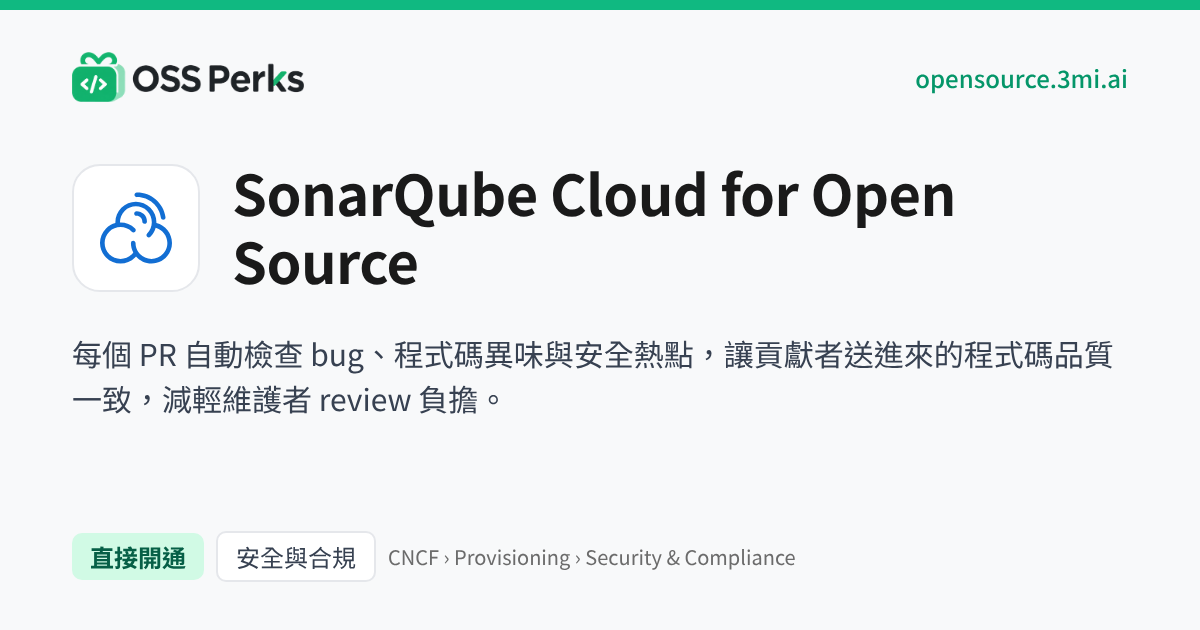 </> OSS Perks
opensource.3mi.ai
SonarQube Cloud for Open
Source
每個 PR 自動檢查 bug、程式碼異味與安全熱點，讓貢獻者送進來的程式碼品質
一致，減輕維護者 review 負擔。
直接開通
安全與合規
CNCF › Provisioning › Security & Compliance